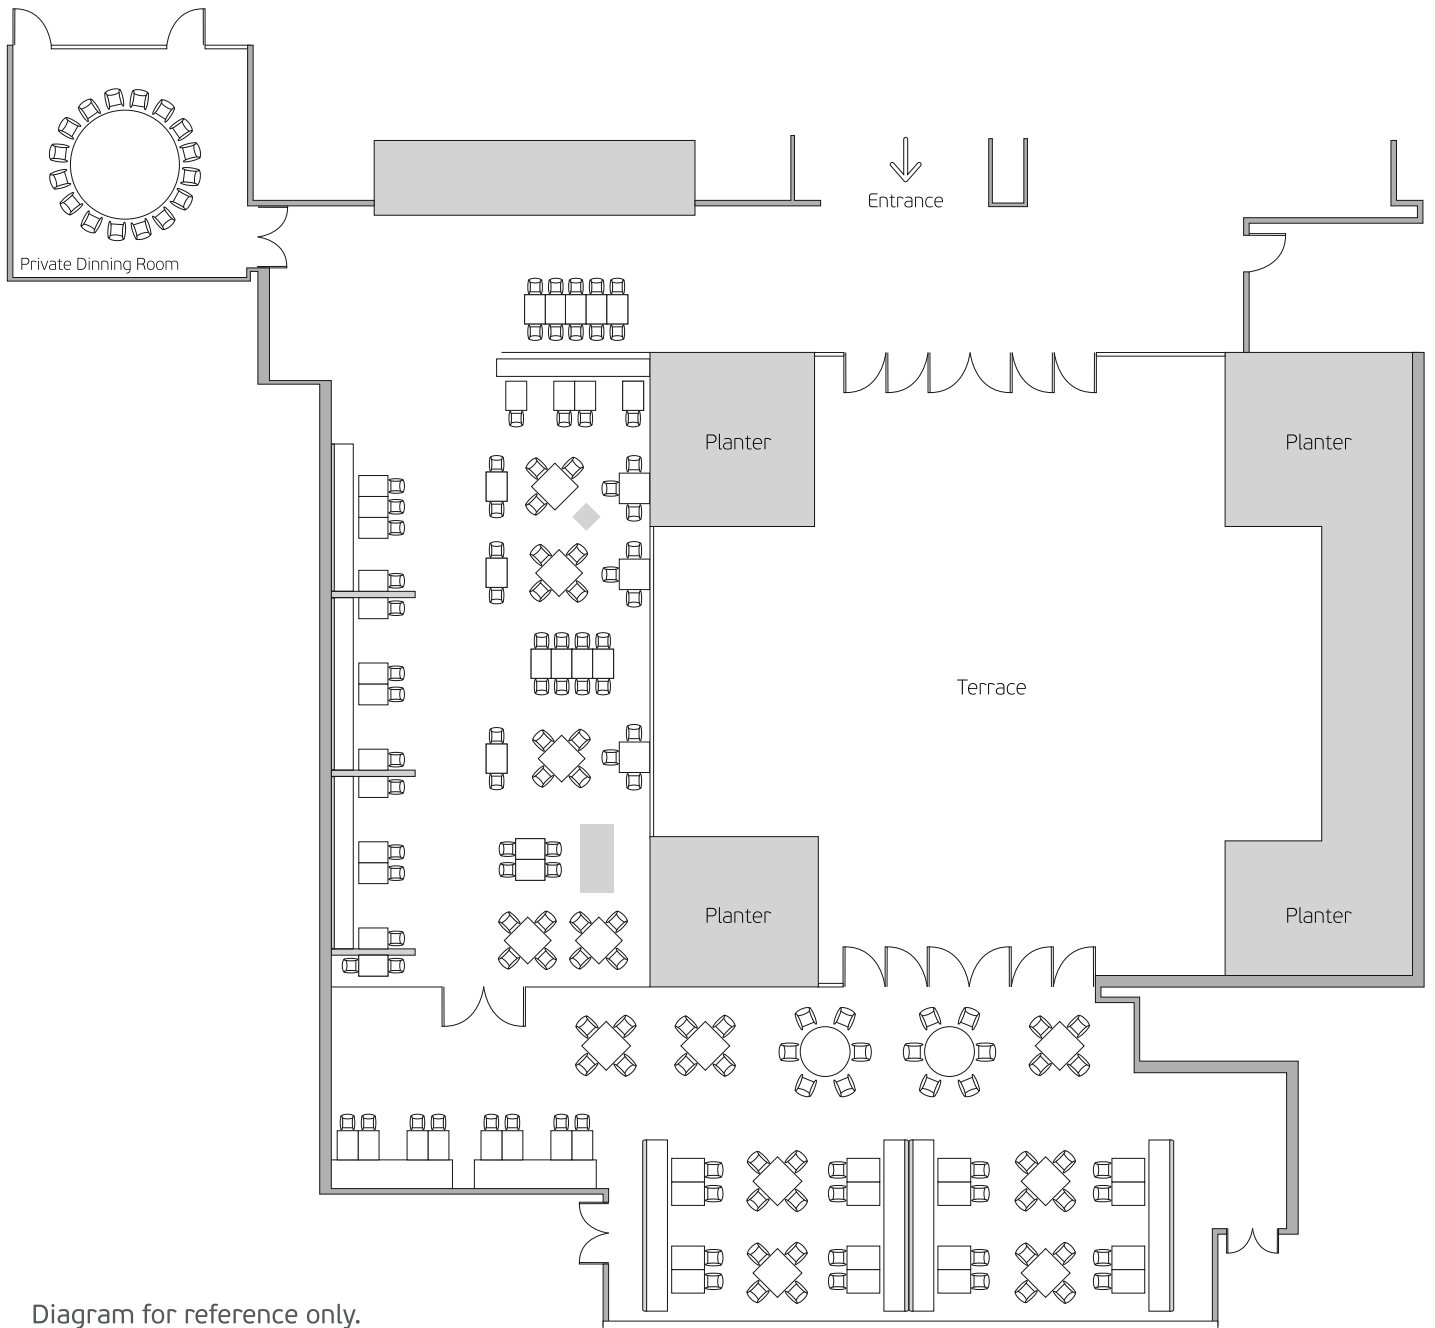 Entrance
Private Dinning Room
Planter
Planter
Terrace
Planter
Planter
Diagram for reference only.